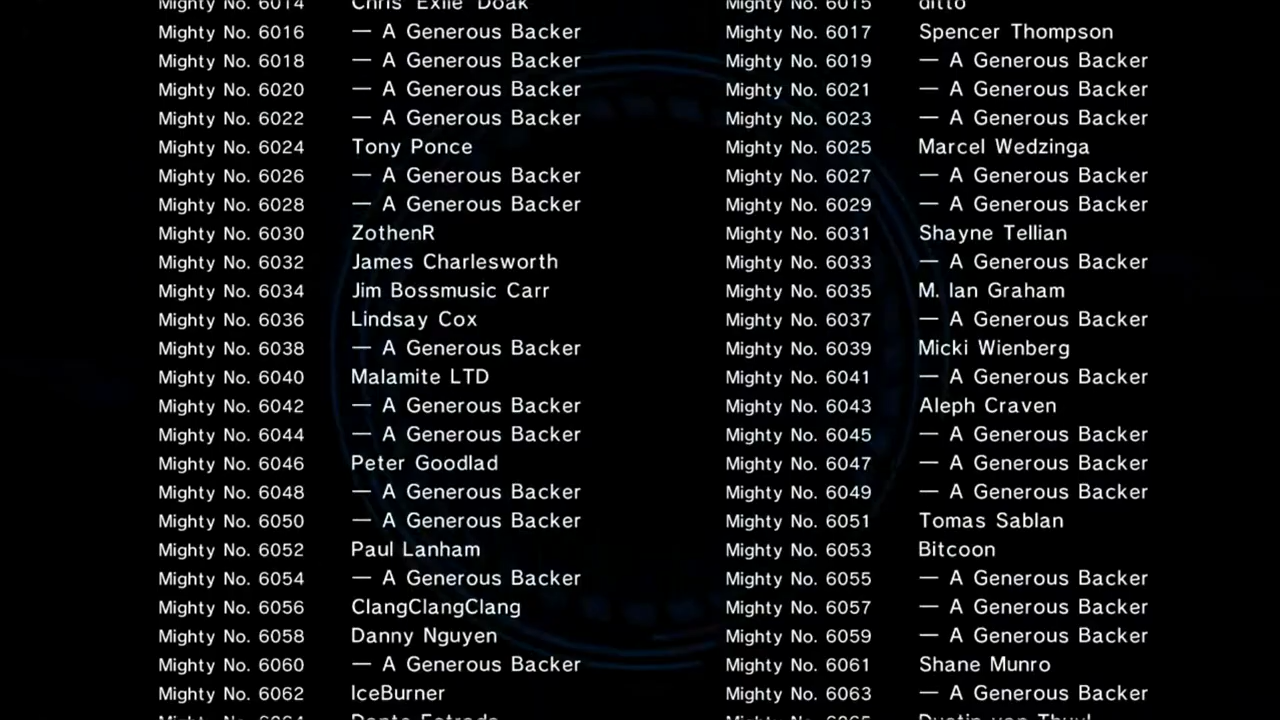 Mighty No. 6014 Chris "Exile" Doak Mighty No. 6015 ditto
Mighty No. 6016 — A Generous Backer Mighty No. 6017 Spencer Thompson
Mighty No. 6018 — A Generous Backer Mighty No. 6019 — A Generous Backer
Mighty No. 6020 — A Generous Backer Mighty No. 6021 — A Generous Backer
Mighty No. 6022 — A Generous Backer Mighty No. 6023 — A Generous Backer
Mighty No. 6024 Tony Ponce Mighty No. 6025 Marcel Wedzinga
Mighty No. 6026 — A Generous Backer Mighty No. 6027 — A Generous Backer
Mighty No. 6028 — A Generous Backer Mighty No. 6029 — A Generous Backer
Mighty No. 6030 ZothenR Mighty No. 6031 Shayne Tellian
Mighty No. 6032 James Charlesworth Mighty No. 6033 — A Generous Backer
Mighty No. 6034 Jim Bossmusic Carr Mighty No. 6035 M. Ian Graham
Mighty No. 6036 Lindsay Cox Mighty No. 6037 — A Generous Backer
Mighty No. 6038 — A Generous Backer Mighty No. 6039 Micki Wienberg
Mighty No. 6040 Malamite LTD Mighty No. 6041 — A Generous Backer
Mighty No. 6042 — A Generous Backer Mighty No. 6043 Aleph Craven
Mighty No. 6044 — A Generous Backer Mighty No. 6045 — A Generous Backer
Mighty No. 6046 Peter Goodlad Mighty No. 6047 — A Generous Backer
Mighty No. 6048 — A Generous Backer Mighty No. 6049 — A Generous Backer
Mighty No. 6050 — A Generous Backer Mighty No. 6051 Tomas Sablan
Mighty No. 6052 Paul Lanham Mighty No. 6053 Bitcoon
Mighty No. 6054 — A Generous Backer Mighty No. 6055 — A Generous Backer
Mighty No. 6056 ClangClangClang Mighty No. 6057 — A Generous Backer
Mighty No. 6058 Danny Nguyen Mighty No. 6059 — A Generous Backer
Mighty No. 6060 — A Generous Backer Mighty No. 6061 Shane Munro
Mighty No. 6062 IceBurner Mighty No. 6063 — A Generous Backer
Mighty No. 6064 Mighty No. 6065